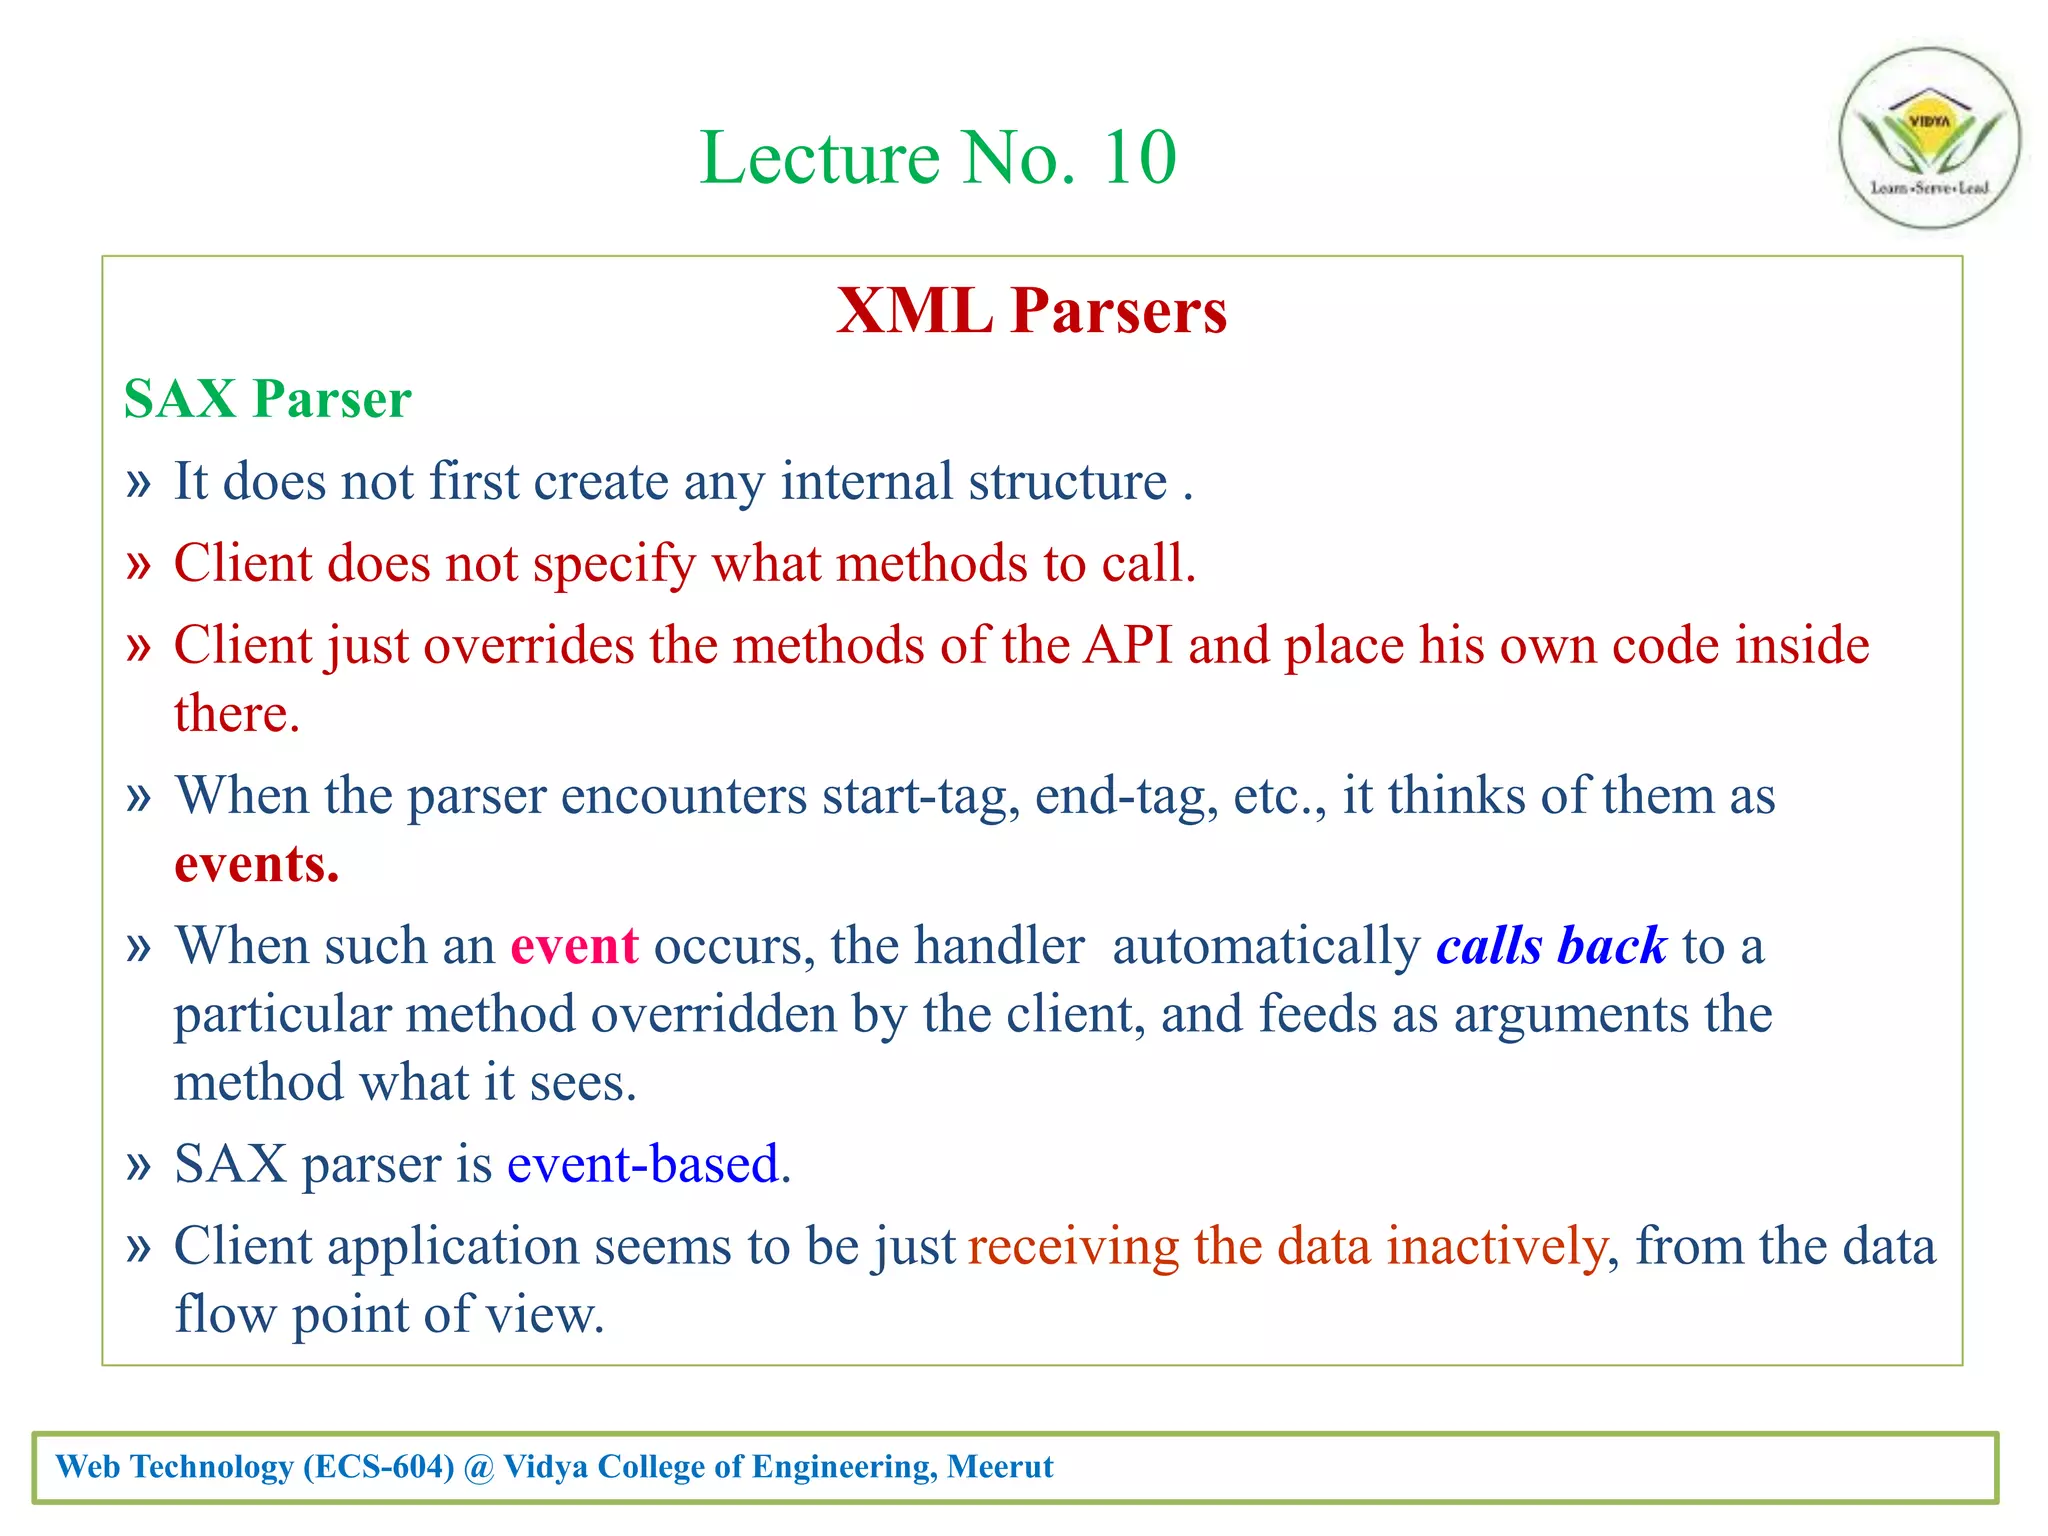 VIDYA
Learn•Serve•Lead
Lecture No. 10
XML Parsers
SAX Parser
» It does not first create any internal structure .
» Client does not specify what methods to call.
» Client just overrides the methods of the API and place his own code inside
there.
» When the parser encounters start-tag, end-tag, etc., it thinks of them as
events.
» When such an event occurs, the handler automatically calls back to a
particular method overridden by the client, and feeds as arguments the
method what it sees.
» SAX parser is event-based.
» Client application seems to be just receiving the data inactively, from the data
flow point of view.
Web Technology (ECS-604) @ Vidya College of Engineering, Meerut